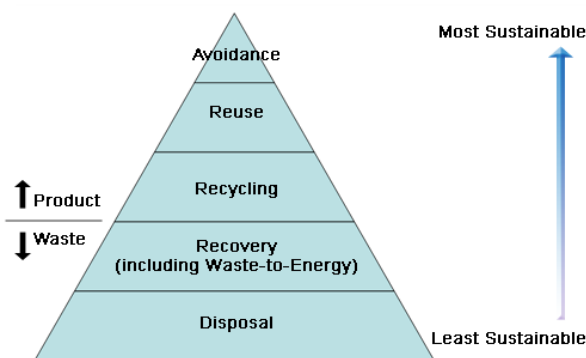 Most Sustainable
Avoidance
Reuse
Recycling
Product
Waste
Recovery
(including Waste-to-Energy)
Disposal
Least Sustainable